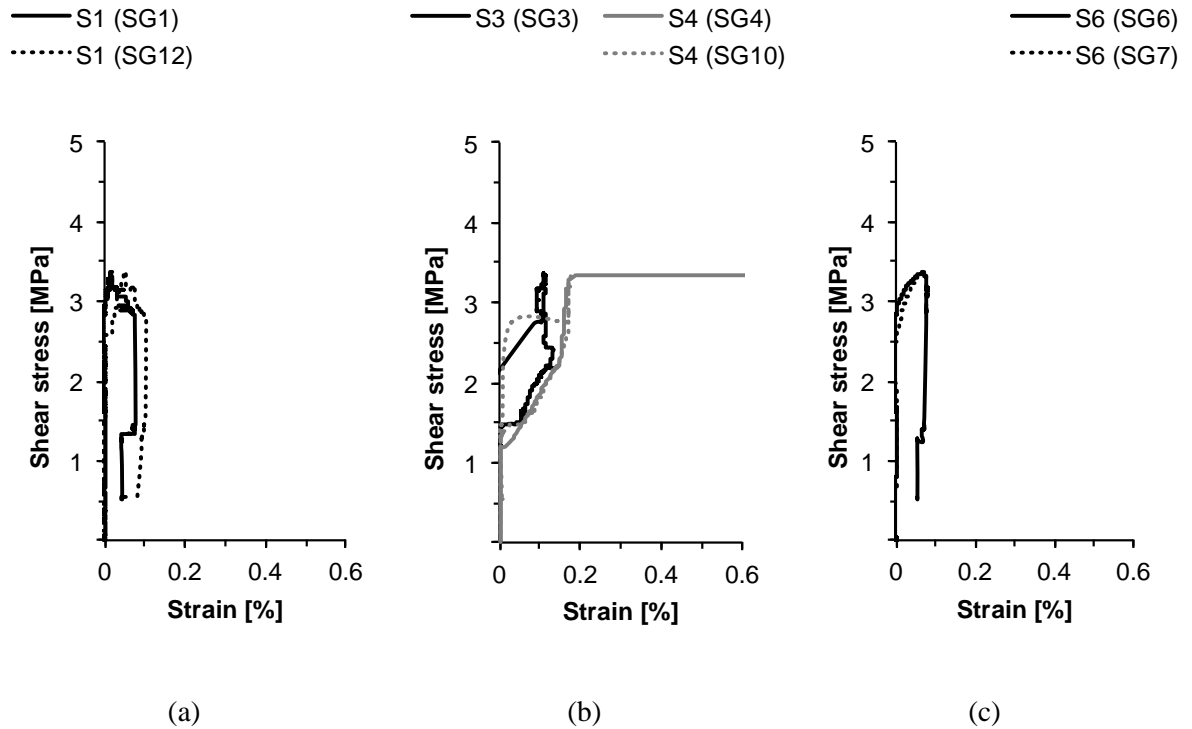 S1 (SG1)
S1 (SG12)
S3 (SG3) S4 (SG4)
S4 (SG10)
S6 (SG6)
S6 (SG7)
5
4
3
2
1
Shear stress [MPa]
0 0.2 0.4 0.6
Strain [%]
(a)
5
4
3
2
1
Shear stress [MPa]
0 0.2 0.4 0.6
Strain [%]
(b)
5
4
3
2
1
Shear stress [MPa]
0 0.2 0.4 0.6
Strain [%]
(c)